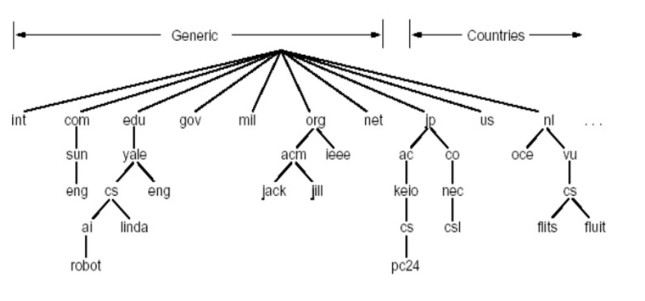 Generic Countries
int com edu gov mil org net jp us nl ...
sun yale acm ieee ac co oce vu
eng cs eng jack jill keio nec cs
ai linda cs csl flits fluit
robot pc24